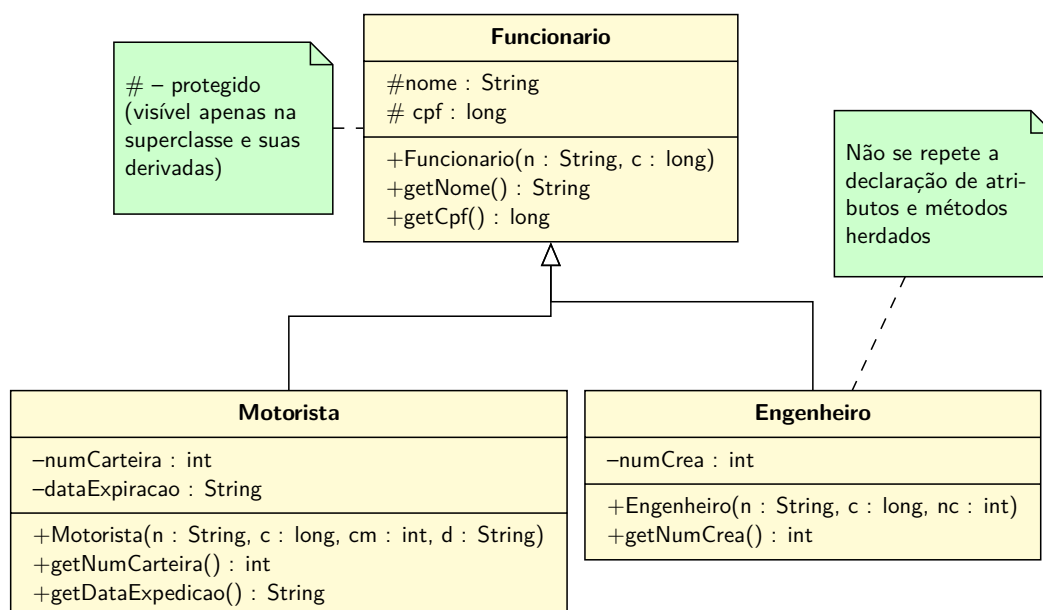 Funcionario
#nome : String
# cpf : long
+Funcionario(n : String, c : long)
+getNome() : String
+getCpf() : long
# – protegido
(visível apenas na
superclasse e suas
derivadas)
Não se repete a
declaração de atri-
butos e métodos
herdados
Motorista
–numCarteira : int
–dataExpiracao : String
+Motorista(n : String, c : long, cm : int, d : String)
+getNumCarteira() : int
+getDataExpedicao() : String
Engenheiro
–numCrea : int
+Engenheiro(n : String, c : long, nc : int)
+getNumCrea() : int